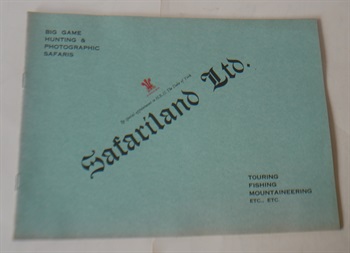 BIG GAME
HUNTING &
PHOTOGRAPHIC
SAFARIS
Safariland Ltd.
TOURING
FISHING
MOUNTAINEERING
ETC., ETC.